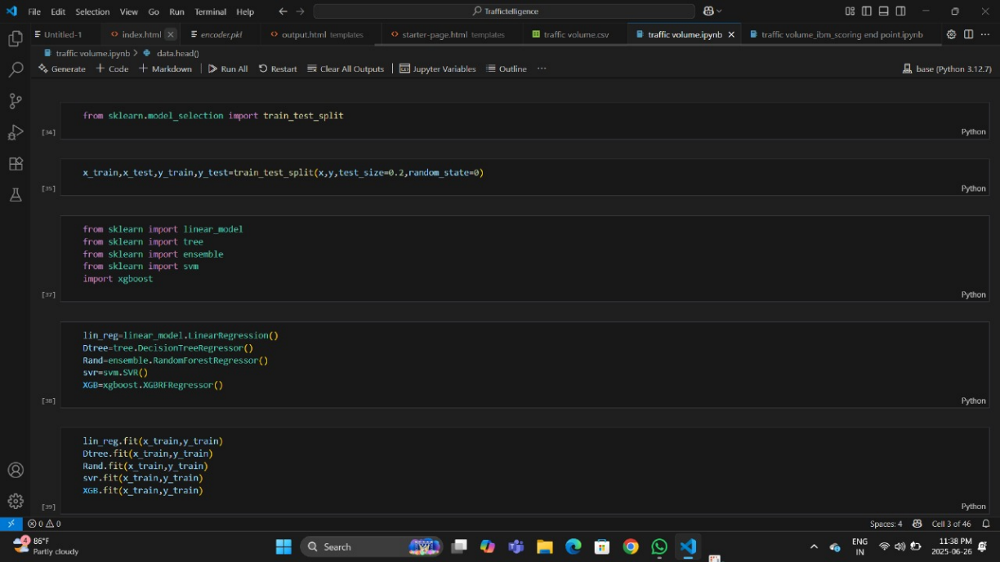 File Edit Selection View Go Run Terminal Help
Traffictelligence
Untitled-1
index.html
encoder.pkl
output.html templates
starter-page.html templates
traffic volume.csv
traffic volume.ipynb
traffic volume_ibm_scoring end point.ipynb
traffic volume.ipynb > data.head()
Generate + Code + Markdown Run All Restart Clear All Outputs Jupyter Variables Outline ... base (Python 3.12.7)
from sklearn.model_selection import train_test_split
[34]
Python
x_train,x_test,y_train,y_test=train_test_split(x,y,test_size=0.2,random_state=0)
[35]
Python
from sklearn import linear_model
from sklearn import tree
from sklearn import ensemble
from sklearn import svm
import xgboost
[37]
Python
lin_reg=linear_model.LinearRegression()
Dtree=tree.DecisionTreeRegressor()
Rand=ensemble.RandomForestRegressor()
svr=svm.SVR()
XGB=xgboost.XGBRFRegressor()
[38]
Python
lin_reg.fit(x_train,y_train)
Dtree.fit(x_train,y_train)
Rand.fit(x_train,y_train)
svr.fit(x_train,y_train)
XGB.fit(x_train,y_train)
[39]
Python
0 0
Spaces: 4 Cell 3 of 46
4
86°F
Partly cloudy
Search
ENG
IN
11:38 PM
2025-06-26